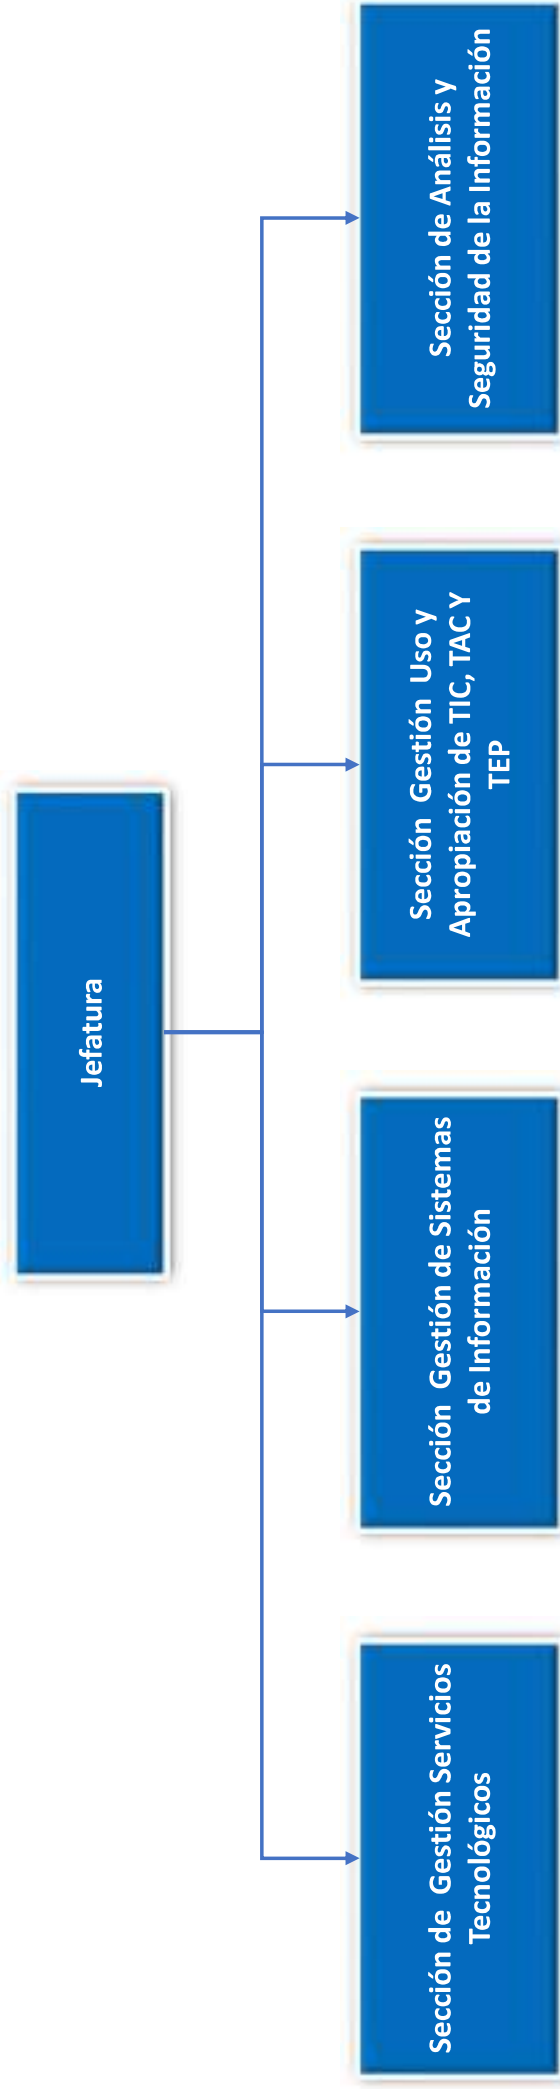 Jefatura
Sección de Gestión Servicios
Tecnológicos
Sección Gestión de Sistemas
de Información
Sección Gestión Uso y
Apropiación de TIC, TAC Y
TEP
Sección de Análisis y
Seguridad de la Información